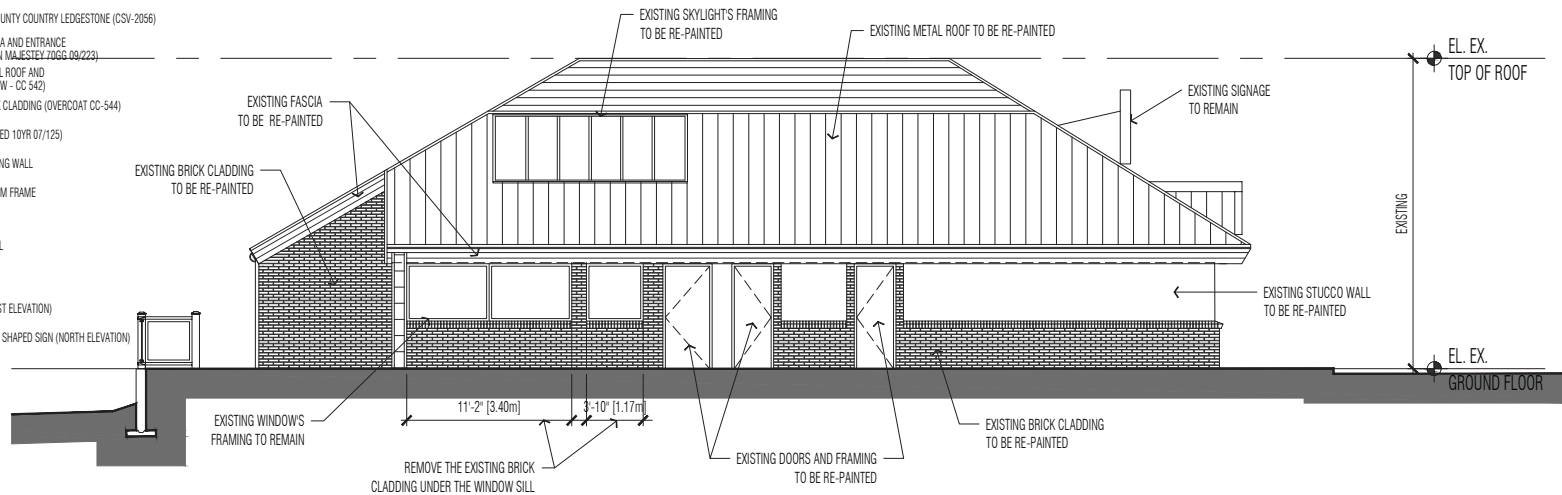 UNTY COUNTRY LEDGESTONE (CSV-2056)
A AND ENTRANCE
N MAJESTEY 70GG 09/223)
L ROOF AND
W - CC 542)
CLADDING (OVERCOAT CC-544)
ED 10YR 07/125)
NG WALL
M FRAME
ST ELEVATION)
SHAPED SIGN (NORTH ELEVATION)
EXISTING SKYLIGHT'S FRAMING
TO BE RE-PAINTED
EXISTING METAL ROOF TO BE RE-PAINTED
EL. EX.
TOP OF ROOF
EXISTING FASCIA
TO BE RE-PAINTED
EXISTING SIGNAGE
TO REMAIN
EXISTING BRICK CLADDING
TO BE RE-PAINTED
EXISTING
EXISTING STUCCO WALL
TO BE RE-PAINTED
EL. EX.
GROUND FLOOR
11'-2" [3.40m]
3'-10" [1.17m]
EXISTING WINDOW'S
FRAMING TO REMAIN
REMOVE THE EXISTING BRICK
CLADDING UNDER THE WINDOW SILL
EXISTING DOORS AND FRAMING
TO BE RE-PAINTED
EXISTING BRICK CLADDING
TO BE RE-PAINTED